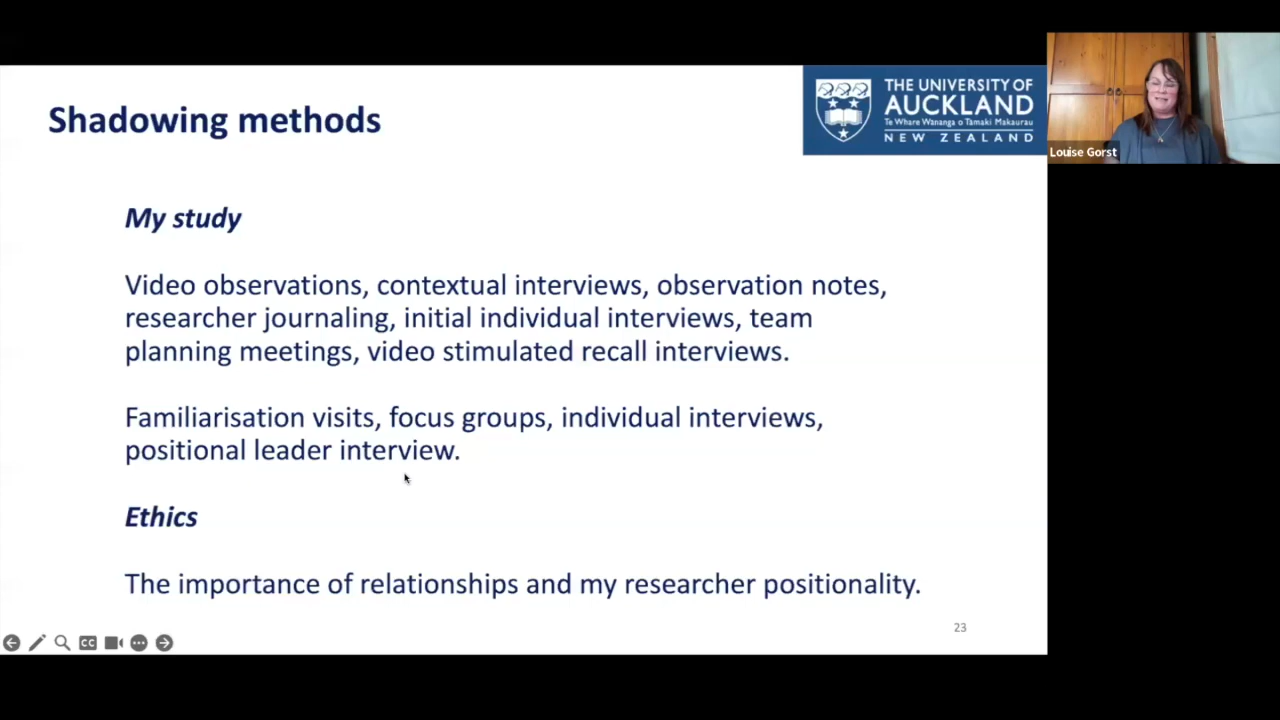 Shadowing methods
THE UNIVERSITY OF
AUCKLAND
Te Whare Wananga o Tamaki Makaurau
NEW ZEALAND
Louise Gorst
My study
Video observations, contextual interviews, observation notes,
researcher journaling, initial individual interviews, team
planning meetings, video stimulated recall interviews.
Familiarisation visits, focus groups, individual interviews,
positional leader interview.
Ethics
The importance of relationships and my researcher positionality.
23
CC